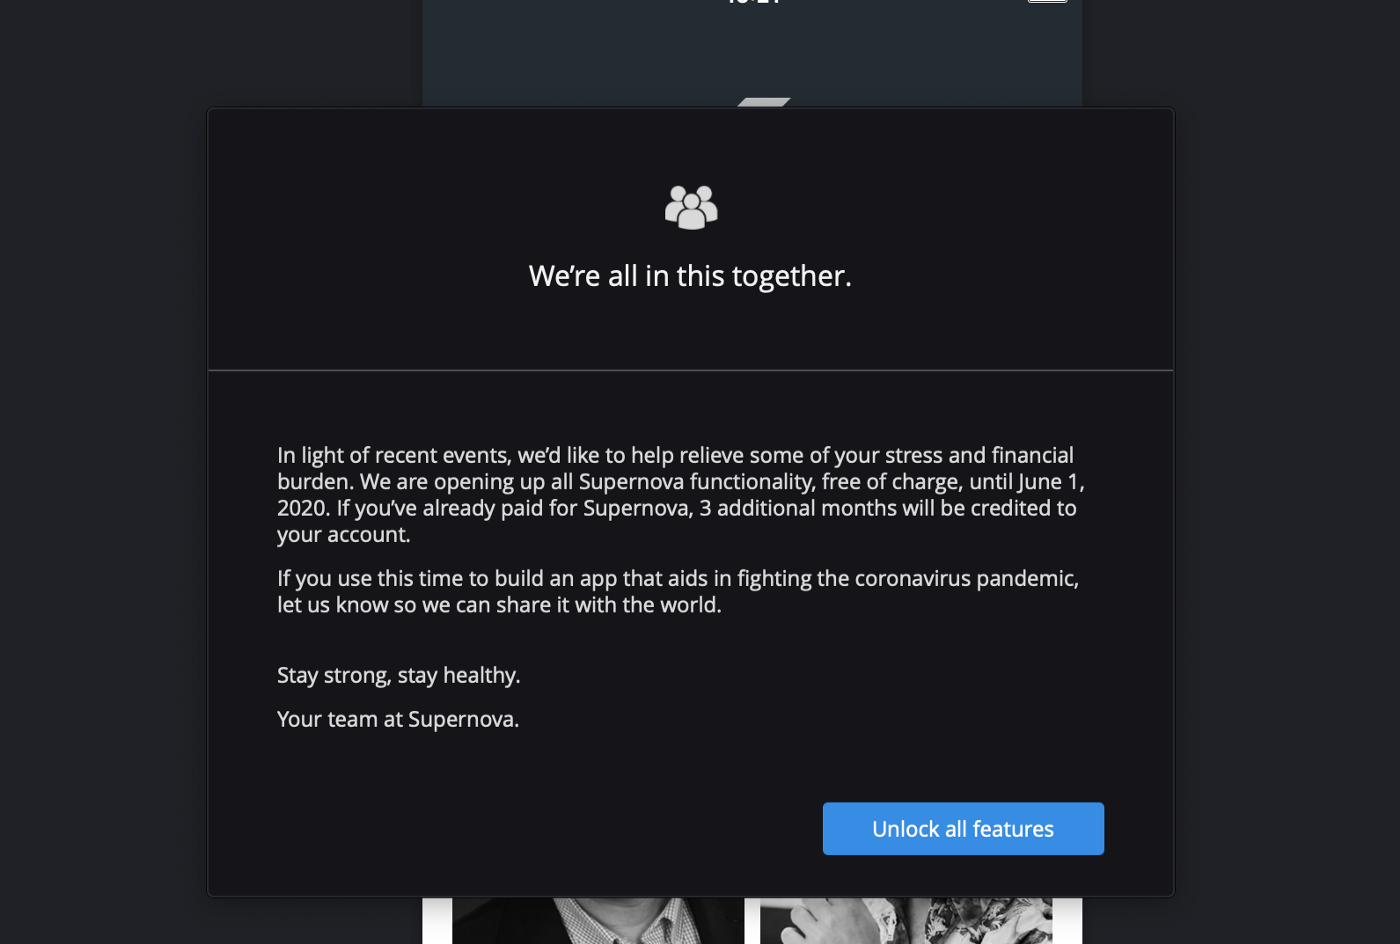 We’re all in this together.
In light of recent events, we’d like to help relieve some of your stress and financial
burden. We are opening up all Supernova functionality, free of charge, until June 1,
2020. If you’ve already paid for Supernova, 3 additional months will be credited to
your account.
If you use this time to build an app that aids in fighting the coronavirus pandemic,
let us know so we can share it with the world.
Stay strong, stay healthy.
Your team at Supernova.
Unlock all features